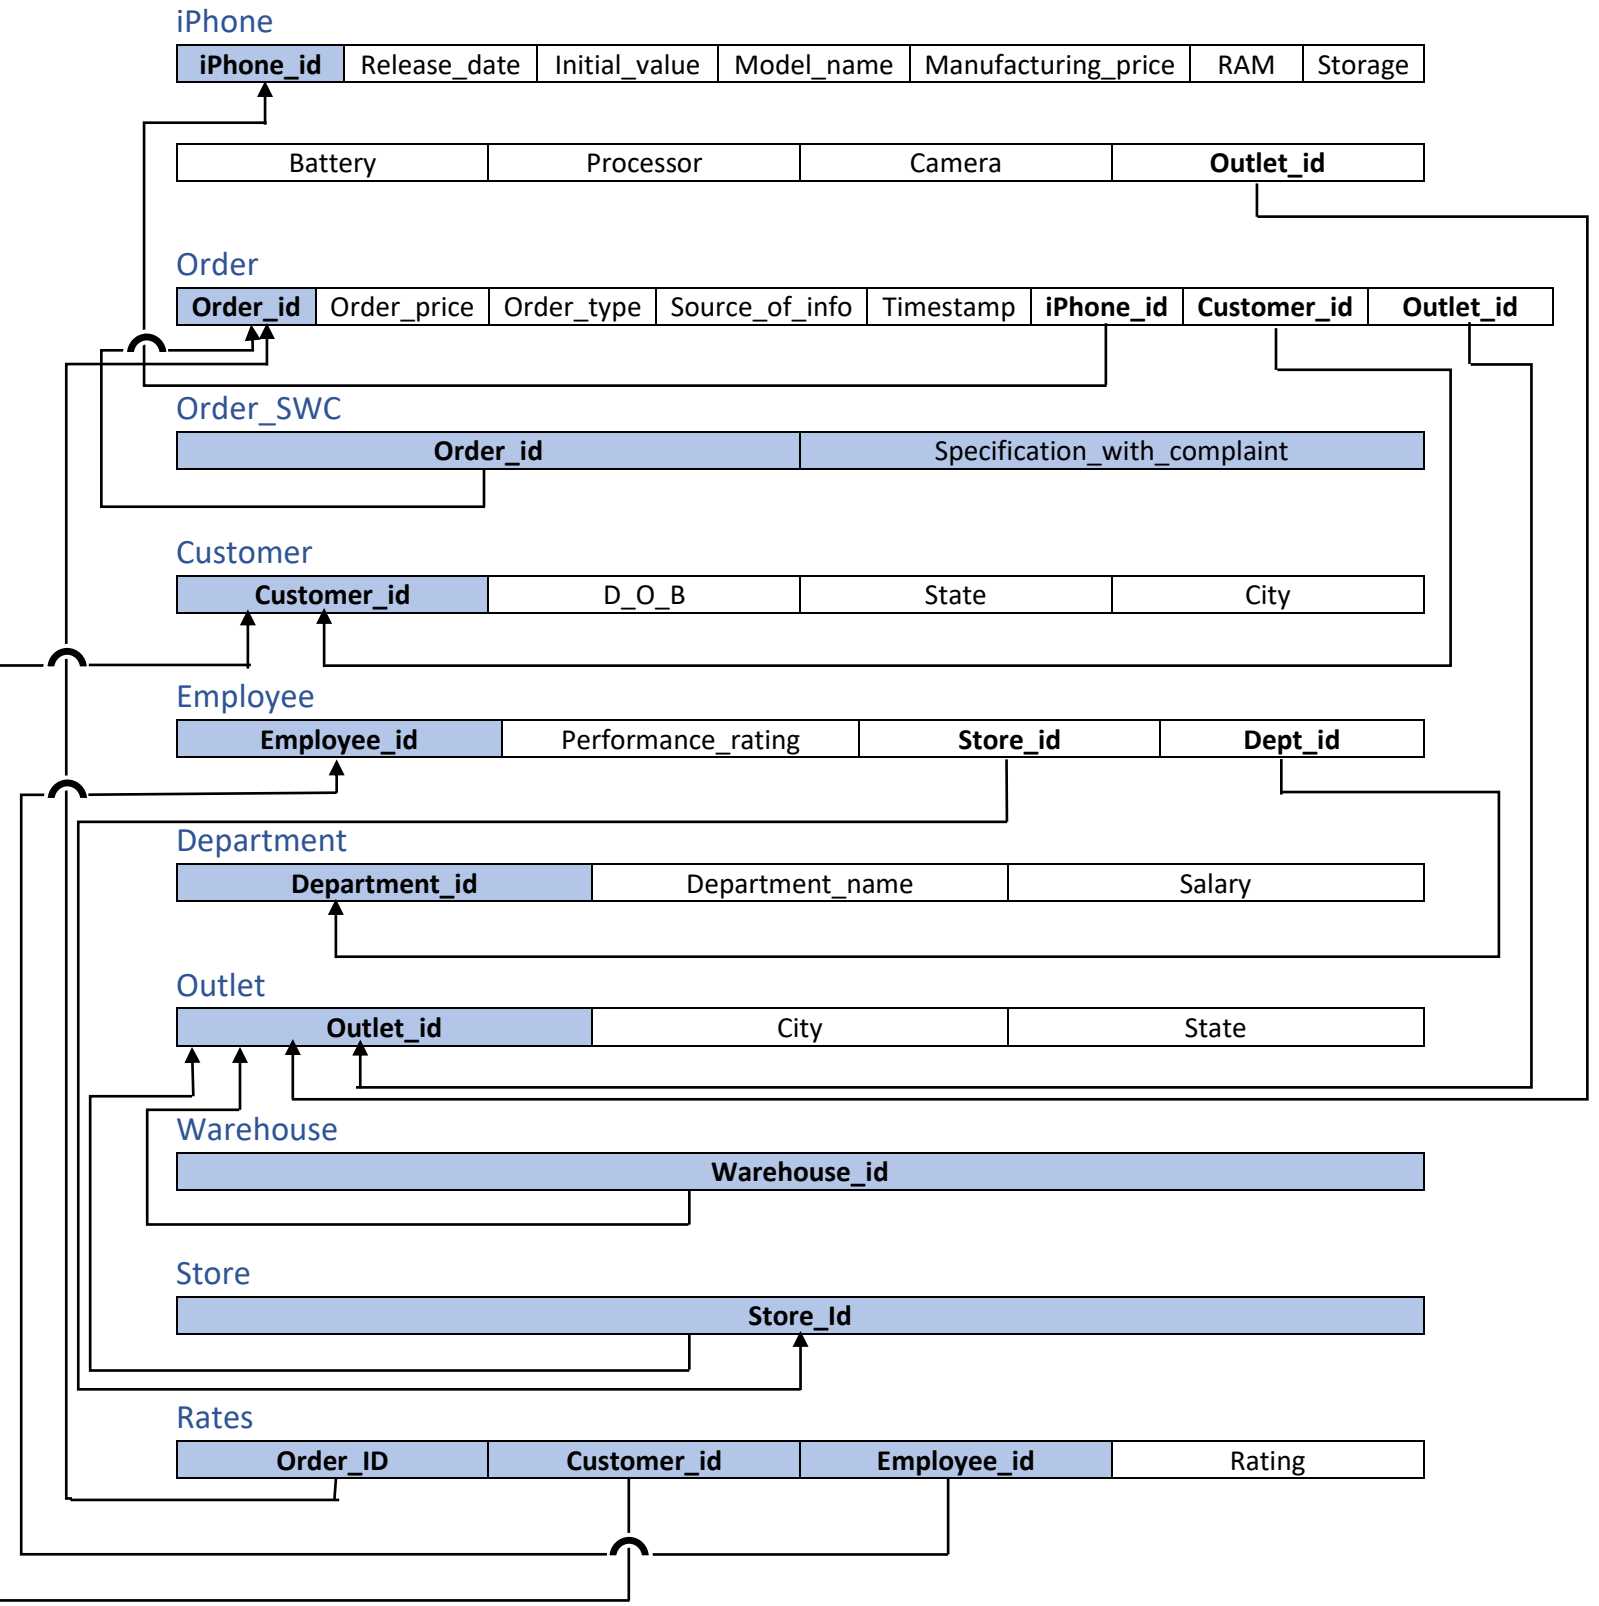 iPhone
iPhone_id Release_date Initial_value Model_name Manufacturing_price RAM Storage
Battery Processor Camera Outlet_id
Order
Order_id Order_price Order_type Source_of_info Timestamp iPhone_id Customer_id Outlet_id
Order_SWC
Order_id Specification_with_complaint
Customer
Customer_id D_O_B State City
Employee
Employee_id Performance_rating Store_id Dept_id
Department
Department_id Department_name Salary
Outlet
Outlet_id City State
Warehouse
Warehouse_id
Store
Store_Id
Rates
Order_ID Customer_id Employee_id Rating